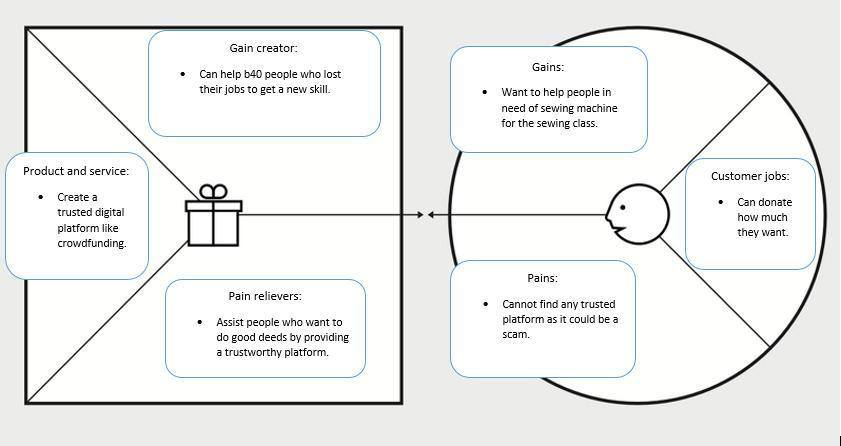 Gain creator:
• Can help b40 people who lost
their jobs to get a new skill.
Product and service:
• Create a
trusted digital
platform like
crowdfunding.
Pain relievers:
• Assist people who want to
do good deeds by providing
a trustworthy platform.
Gains:
• Want to help people in
need of sewing machine
for the sewing class.
Customer jobs:
• Can donate
how much
they want.
Pains:
• Cannot find any trusted
platform as it could be a
scam.